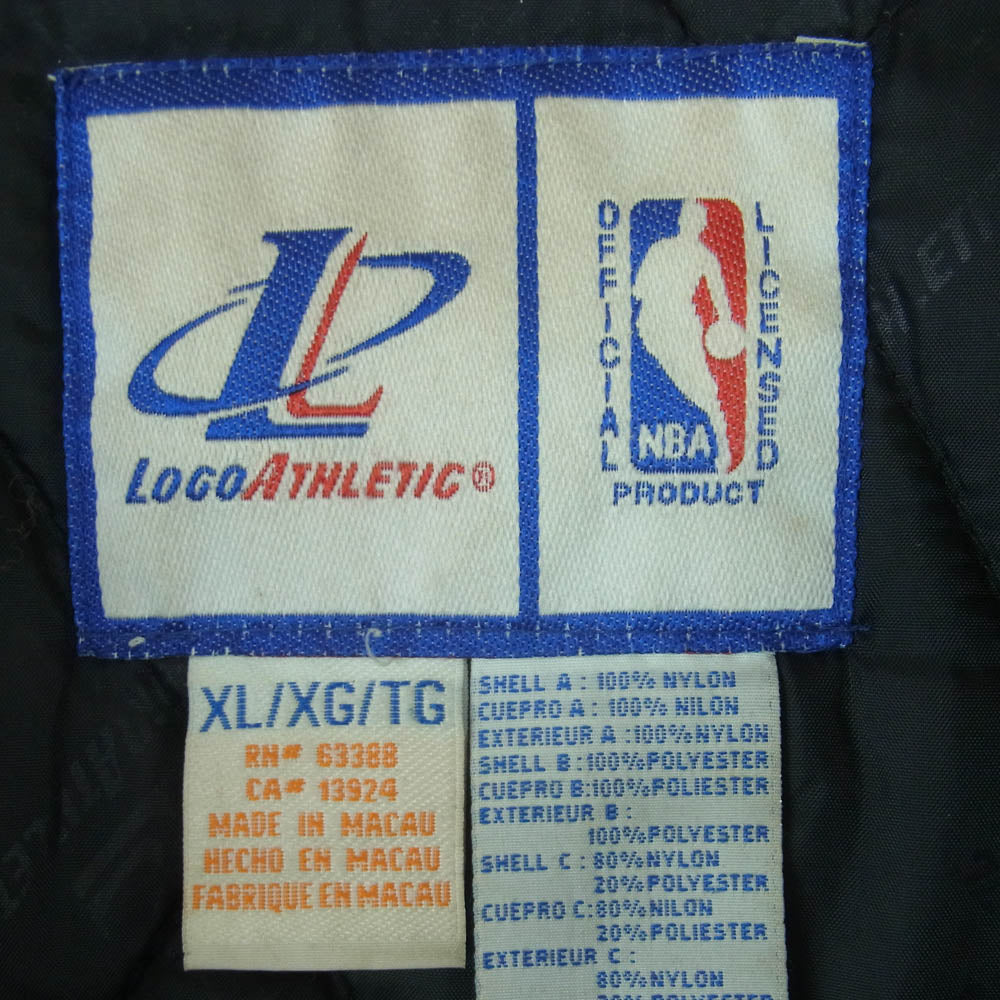 LOGOATHLETIC®
OFFICIAL
LICENSED
NBA
PRODUCT
XL/XG/TG
RN# 63388
CA# 13924
MADE IN MACAU
HECHO EN MACAU
FABRIQUE EN MACAU
SHELL A : 100% NYLON
CUEPRO A : 100% NILON
EXTERIEUR A :100%NYLON
SHELL B :100%POLYESTER
CUEPRO B:100%POLIESTER
EXTERIEUR B :
100%POLYESTER
SHELL C : 80%NYLON
20%POLYESTER
CUEPRO C:80%NILON
20%POLIESTER
EXTERIEUR C :
80%NYLON